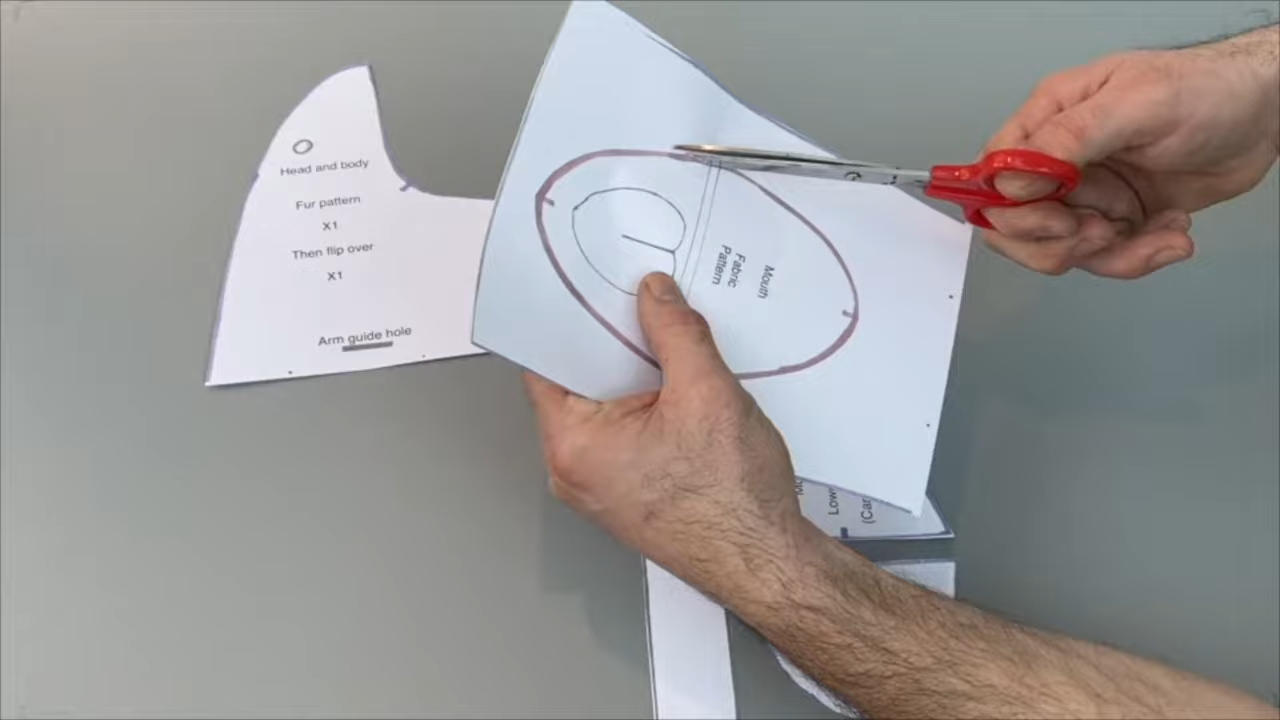 Head and body
Fur pattern
X1
Then flip over
X1
Arm guide hole
Mouth
Fabric
Pattern